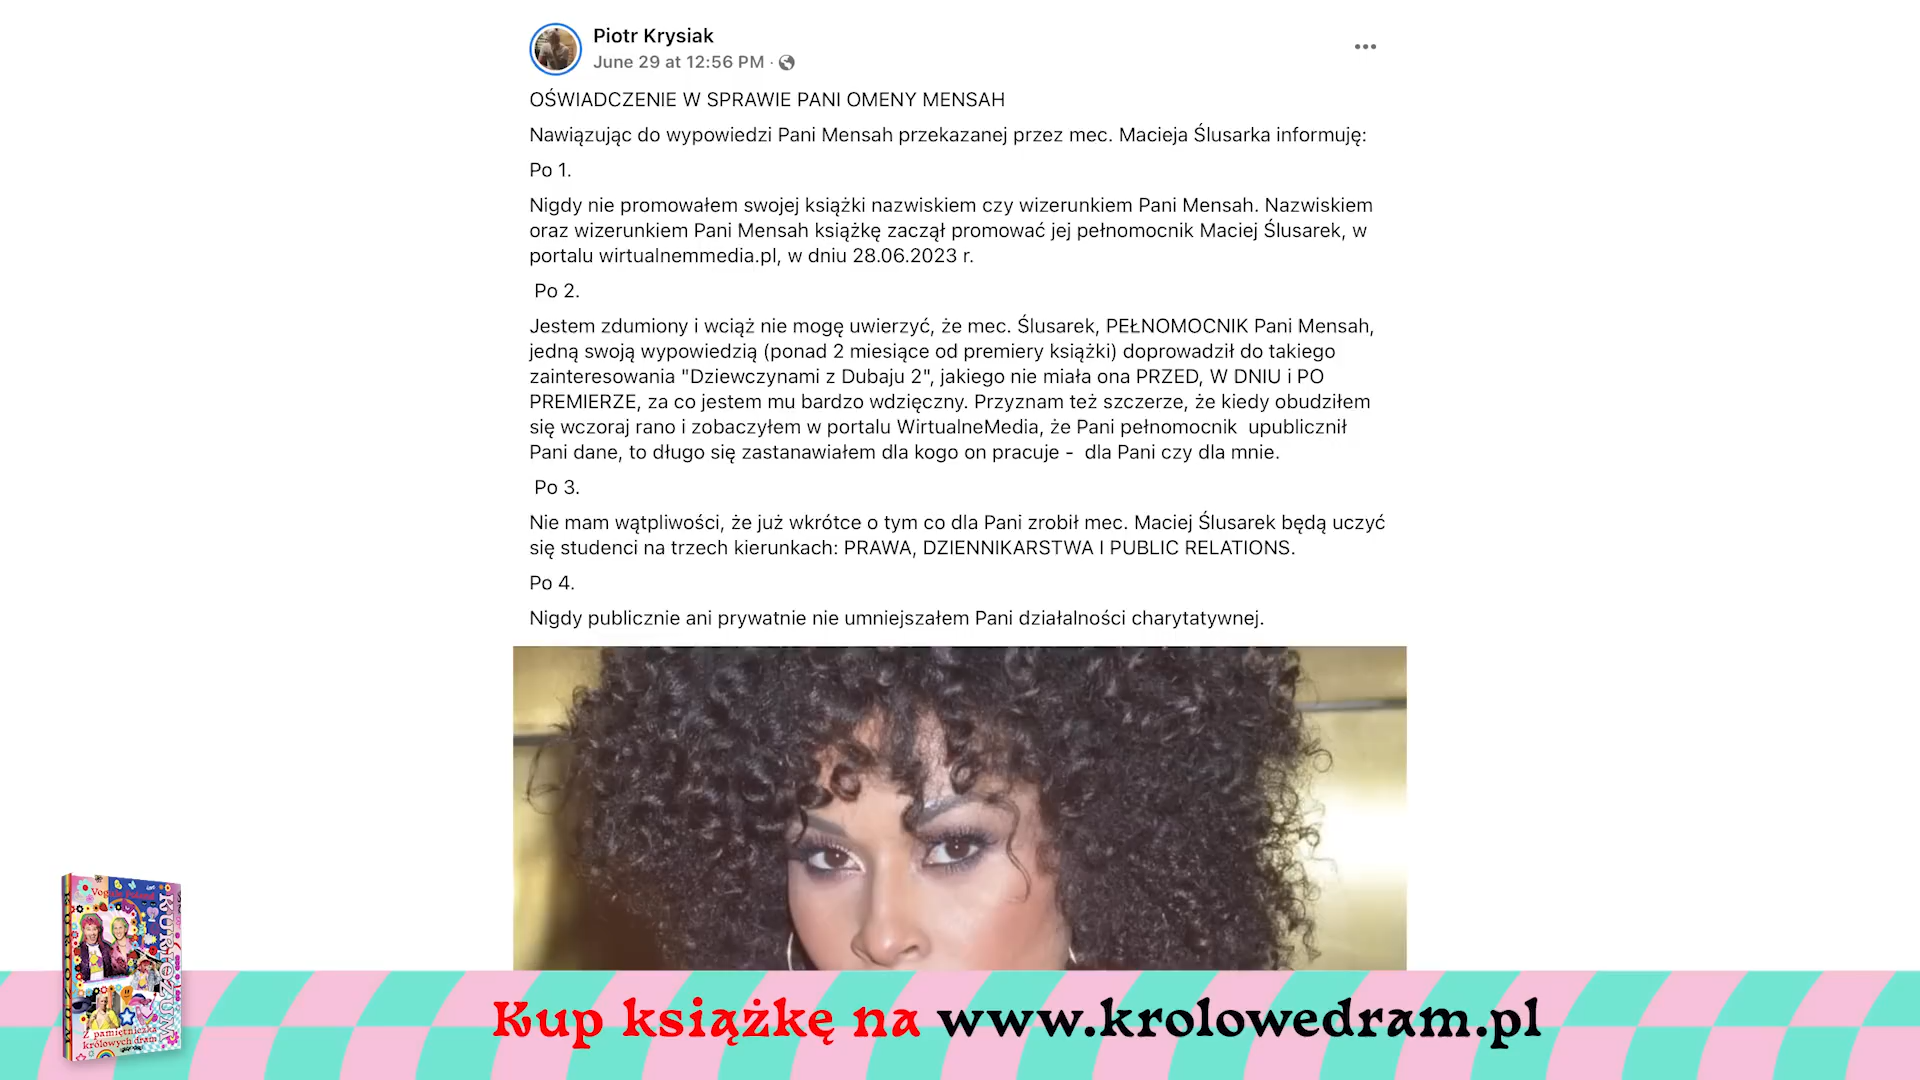 Piotr Krysiak
June 29 at 12:56 PM ·
OŚWIADCZENIE W SPRAWIE PANI OMENY MENSAH
Nawiązując do wypowiedzi Pani Mensah przekazanej przez mec. Macieja Ślusarka informuję:
Po 1.
Nigdy nie promowałem swojej książki nazwiskiem czy wizerunkiem Pani Mensah. Nazwiskiem
oraz wizerunkiem Pani Mensah książkę zaczął promować jej pełnomocnik Maciej Ślusarek, w
portalu wirtualnemmedia.pl, w dniu 28.06.2023 r.
Po 2.
Jestem zdumiony i wciąż nie mogę uwierzyć, że mec. Ślusarek, PEŁNOMOCNIK Pani Mensah,
jedną swoją wypowiedzią (ponad 2 miesiące od premiery książki) doprowadził do takiego
zainteresowania "Dziewczynami z Dubaju 2", jakiego nie miała ona PRZED, W DNIU i PO
PREMIERZE, za co jestem mu bardzo wdzięczny. Przyznam też szczerze, że kiedy obudziłem
się wczoraj rano i zobaczyłem w portalu WirtualneMedia, że Pani pełnomocnik  upublicznił
Pani dane, to długo się zastanawiałem dla kogo on pracuje -  dla Pani czy dla mnie.
Po 3.
Nie mam wątpliwości, że już wkrótce o tym co dla Pani zrobił mec. Maciej Ślusarek będą uczyć
się studenci na trzech kierunkach: PRAWA, DZIENNIKARSTWA I PUBLIC RELATIONS.
Po 4.
Nigdy publicznie ani prywatnie nie umniejszałem Pani działalności charytatywnej.
Z pamiętniczka
królowych dram
Kup książkę na www.krolowedram.pl